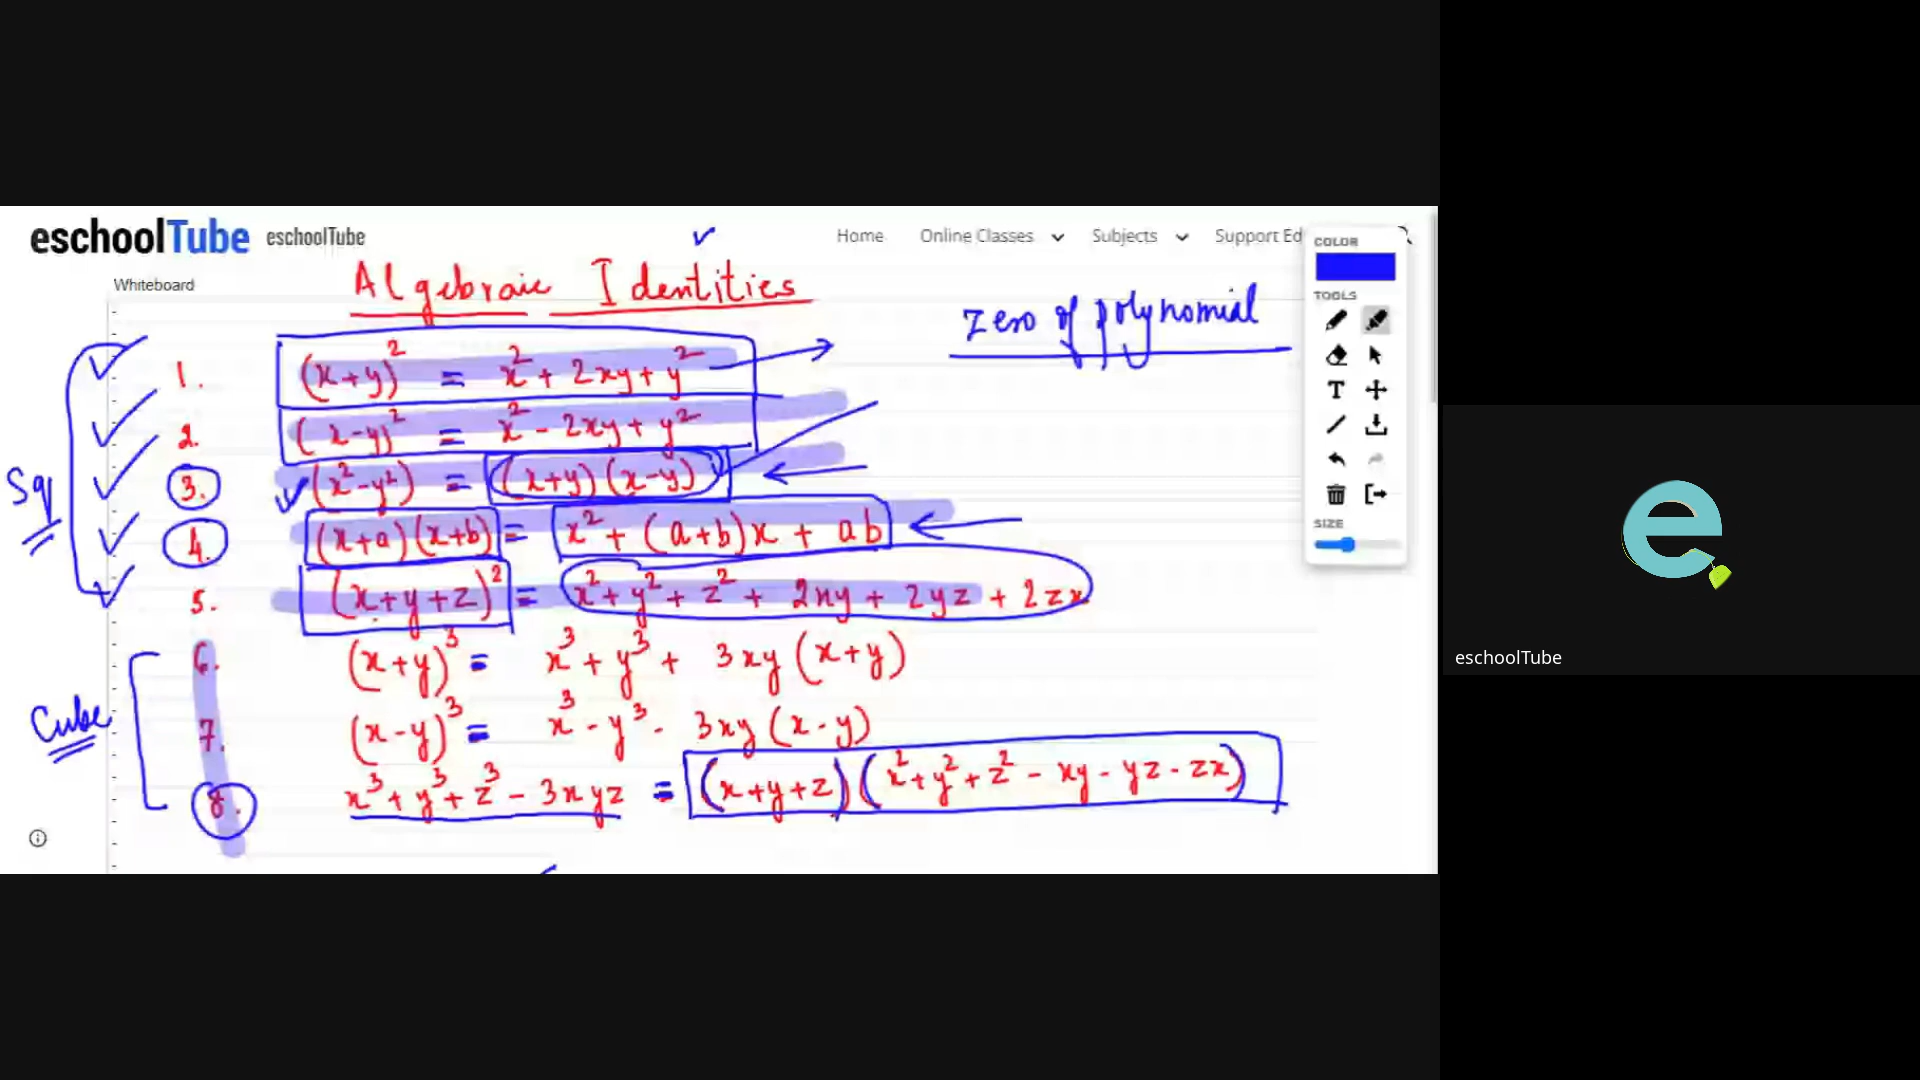 eschoolTube eschoolTube Home Online Classes Subjects Support Ed
Whiteboard
Algebraic Identities
Zero of polynomial
1. (x+y)² = x² + 2xy + y²
2. (x-y)² = x² - 2xy + y²
3. (x²-y²) = (x+y)(x-y)
4. (x+a)(x+b) = x² + (a+b)x + ab
5. (x+y+z)² = x² + y² + z² + 2xy + 2yz + 2zx
Sq
6. (x+y)³ = x³ + y³ + 3xy(x+y)
7. (x-y)³ = x³ - y³ - 3xy(x-y)
8. x³ + y³ + z³ - 3xyz = (x+y+z)(x² + y² + z² - xy - yz - zx)
Cube
COLOR
TOOLS
T
SIZE
e
eschoolTube